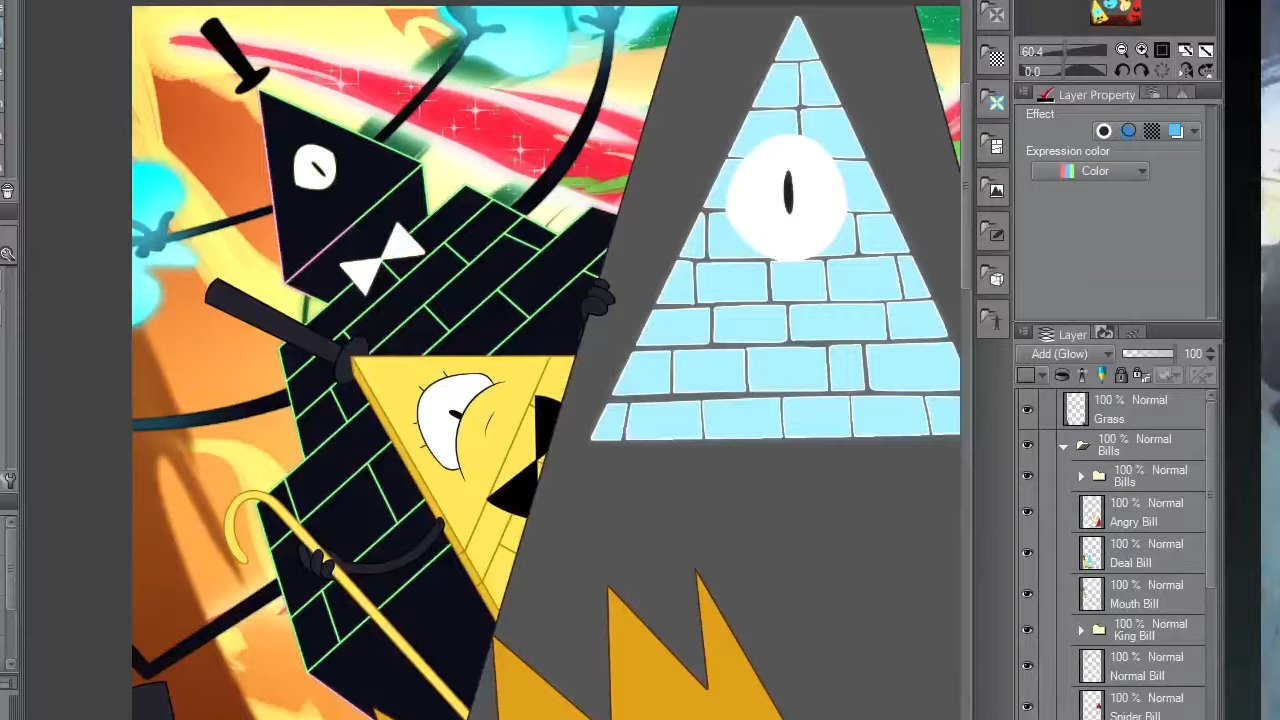 60.4
0.0
Layer Property
Effect
Expression color
Color
Layer
Add (Glow)
100
100 % Normal
Grass
100 % Normal
Bills
100 % Normal
Bills
100 % Normal
Angry Bill
100 % Normal
Deal Bill
100 % Normal
Mouth Bill
100 % Normal
King Bill
100 % Normal
Normal Bill
100 % Normal
Spider Bill